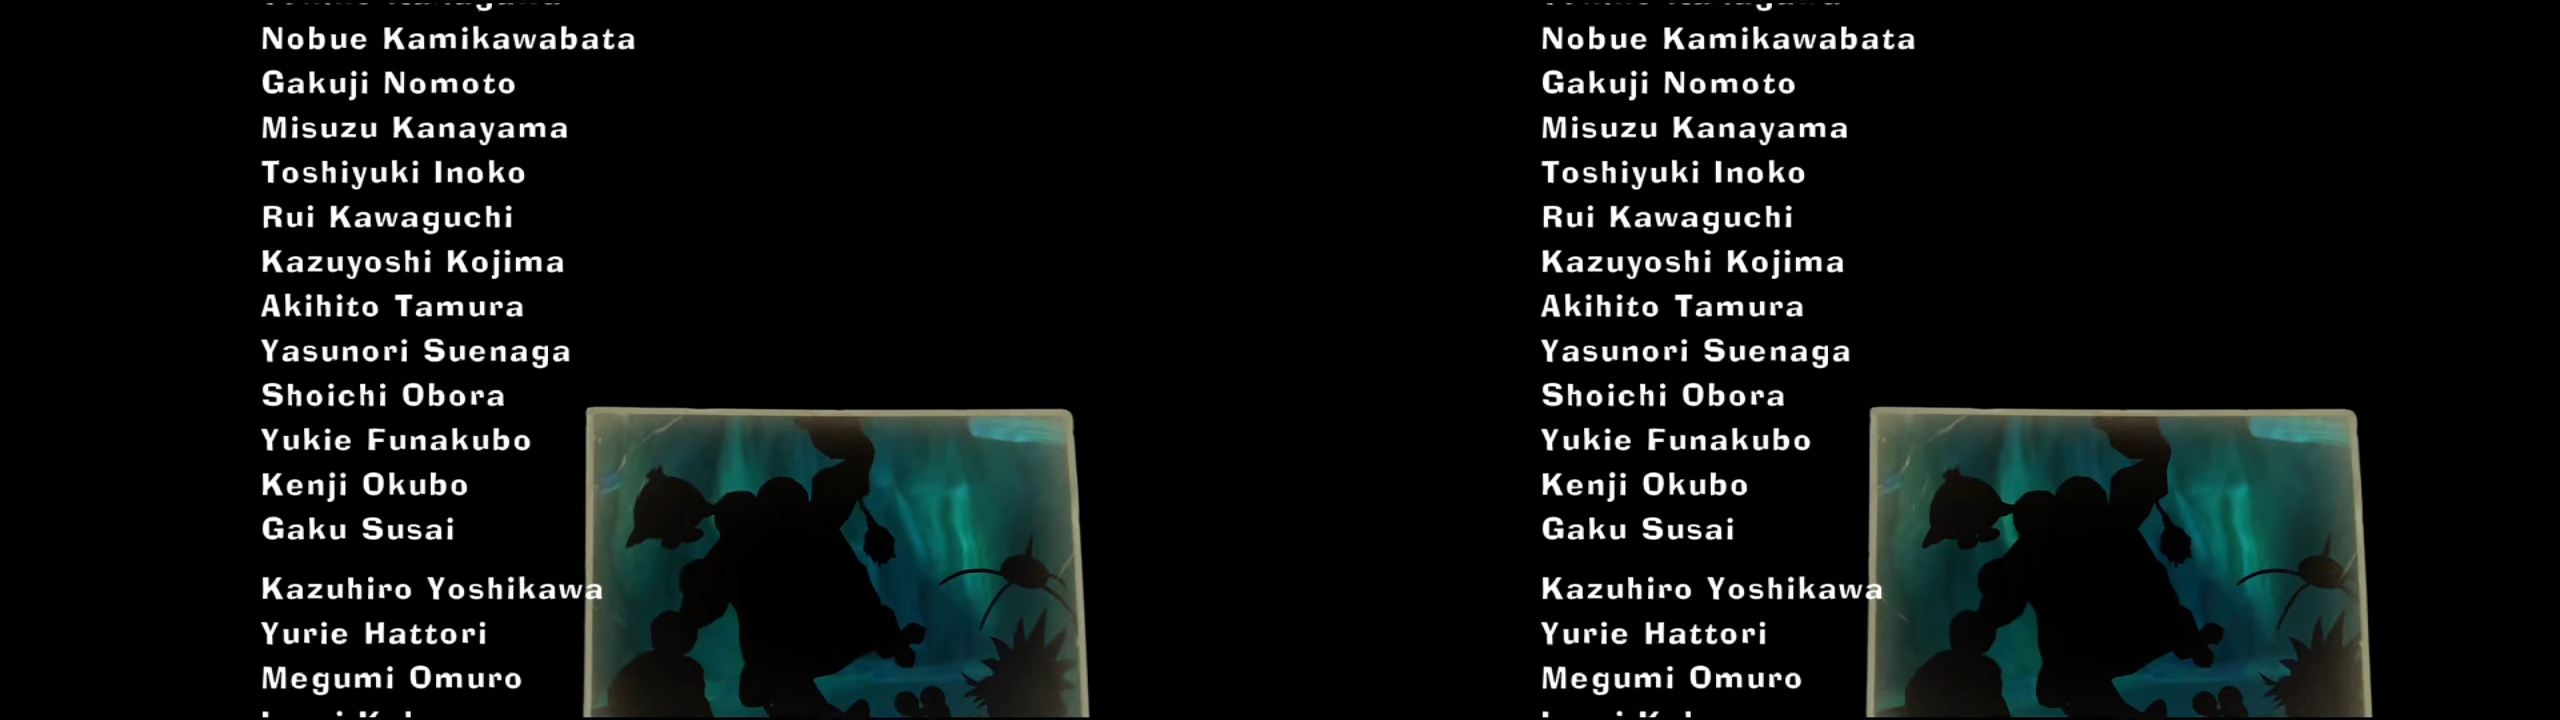 Nobue Kamikawabata
Gakuji Nomoto
Misuzu Kanayama
Toshiyuki Inoko
Rui Kawaguchi
Kazuyoshi Kojima
Akihito Tamura
Yasunori Suenaga
Shoichi Obora
Yukie Funakubo
Kenji Okubo
Gaku Susai
Kazuhiro Yoshikawa
Yurie Hattori
Megumi Omuro
Nobue Kamikawabata
Gakuji Nomoto
Misuzu Kanayama
Toshiyuki Inoko
Rui Kawaguchi
Kazuyoshi Kojima
Akihito Tamura
Yasunori Suenaga
Shoichi Obora
Yukie Funakubo
Kenji Okubo
Gaku Susai
Kazuhiro Yoshikawa
Yurie Hattori
Megumi Omuro